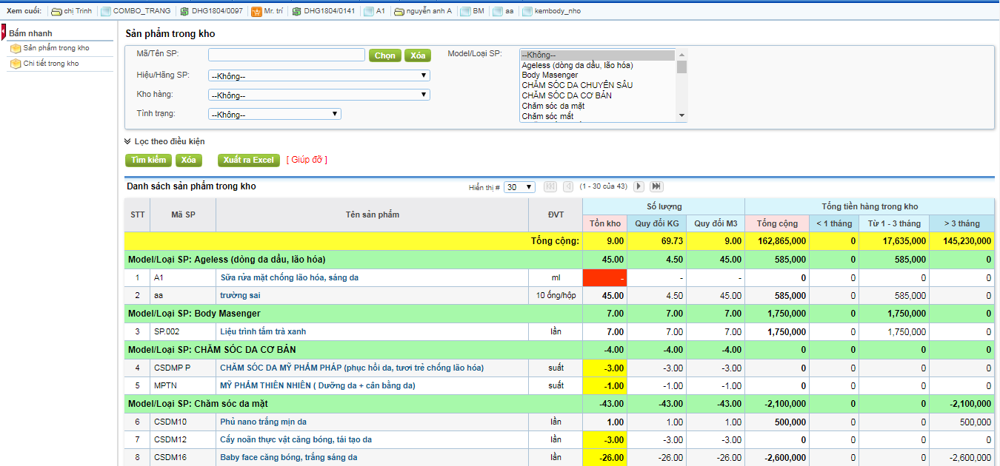 Xem cuối: chị Trinh COMBO_TRANG DHG1804/0097 Mr. trí DHG1804/0141 A1 nguyễn anh A BM aa kembody_nho
Bấm nhanh
Sản phẩm trong kho
Chi tiết trong kho
Sản phẩm trong kho
Mã/Tên SP: Chọn Xóa
Hiệu/Hãng SP: --Không--
Kho hàng: --Không--
Tình trạng: --Không--
Model/Loại SP: --Không--
Ageless (dòng da dầu, lão hóa)
Body Masenger
CHĂM SÓC DA CHUYÊN SÂU
CHĂM SÓC DA CƠ BẢN
Chăm sóc da mặt
Chăm sóc mắt
Lọc theo điều kiện
Tìm kiếm Xóa Xuất ra Excel [ Giúp đỡ ]
Danh sách sản phẩm trong kho Hiển thị # 30 (1 - 30 của 43)
STT Mã SP Tên sản phẩm ĐVT Số lượng Tổng tiền hàng trong kho
Tồn kho Quy đổi KG Quy đổi M3 Tổng cộng < 1 tháng Từ 1 - 3 tháng > 3 tháng
Tổng cộng: 9.00 69.73 9.00 162,865,000 0 17,635,000 145,230,000
Model/Loại SP: Ageless (dòng da dầu, lão hóa) 45.00 4.50 45.00 585,000 0 585,000 0
1 A1 Sữa rửa mặt chống lão hóa, sáng da ml - - - 0 0 0 0
2 aa trường sai 10 ống/hộp 45.00 4.50 45.00 585,000 0 585,000 0
Model/Loại SP: Body Masenger 7.00 7.00 7.00 1,750,000 0 1,750,000 0
3 SP.002 Liệu trình tắm trà xanh lần 7.00 7.00 7.00 1,750,000 0 1,750,000 0
Model/Loại SP: CHĂM SÓC DA CƠ BẢN -4.00 -4.00 -4.00 0 0 0 0
4 CSDMP P CHĂM SÓC DA MỸ PHẨM PHÁP (phục hồi da, tươi trẻ chống lão hóa) suất -3.00 -3.00 -3.00 0 0 0 0
5 MPTN MỸ PHẨM THIÊN NHIÊN ( Dưỡng da + cân bằng da) suất -1.00 -1.00 -1.00 0 0 0 0
Model/Loại SP: Chăm sóc da mặt -43.00 -43.00 -43.00 -2,100,000 0 0 -2,100,000
6 CSDM10 Phủ nano trắng mịn da lần 1.00 1.00 1.00 500,000 0 0 500,000
7 CSDM12 Cấy noãn thực vật căng bóng, tái tạo da lần -3.00 -3.00 -3.00 0 0 0 0
8 CSDM16 Baby face căng bóng, trắng sáng da lần -26.00 -26.00 -26.00 -2,600,000 0 0 -2,600,000